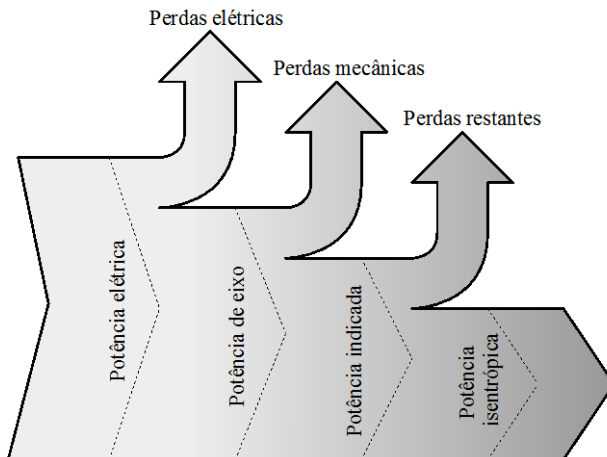 Perdas elétricas
Perdas mecânicas
Perdas restantes
Potência elétrica
Potência de eixo
Potência indicada
Potência
isentrópica